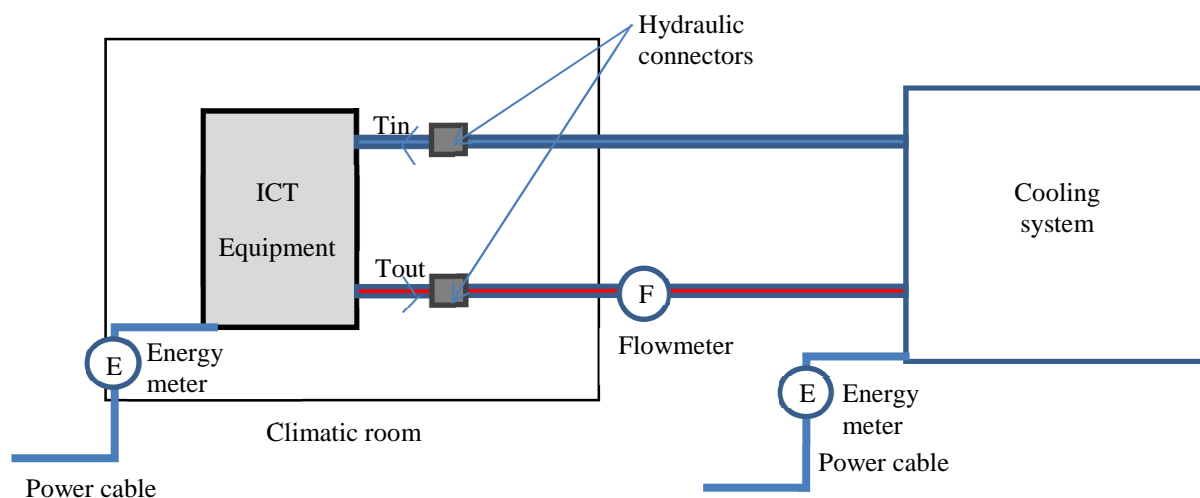 Hydraulic
connectors
Tin
ICT
Equipment
Cooling
system
Tout
F
Flowmeter
E
Energy
meter
E
Energy
meter
Climatic room
Power cable
Power cable